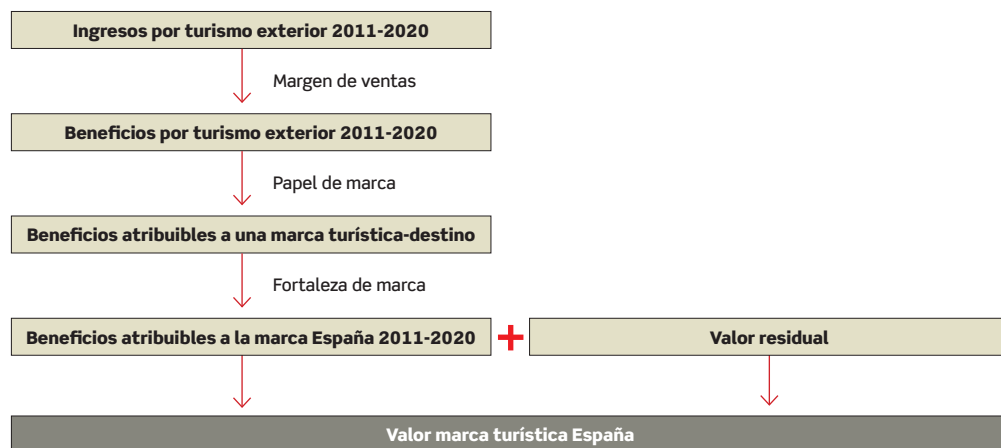 Ingresos por turismo exterior 2011-2020
Margen de ventas
Beneficios por turismo exterior 2011-2020
Papel de marca
Beneficios atribuibles a una marca turística-destino
Fortaleza de marca
Beneficios atribuibles a la marca España 2011-2020
+
Valor residual
Valor marca turística España